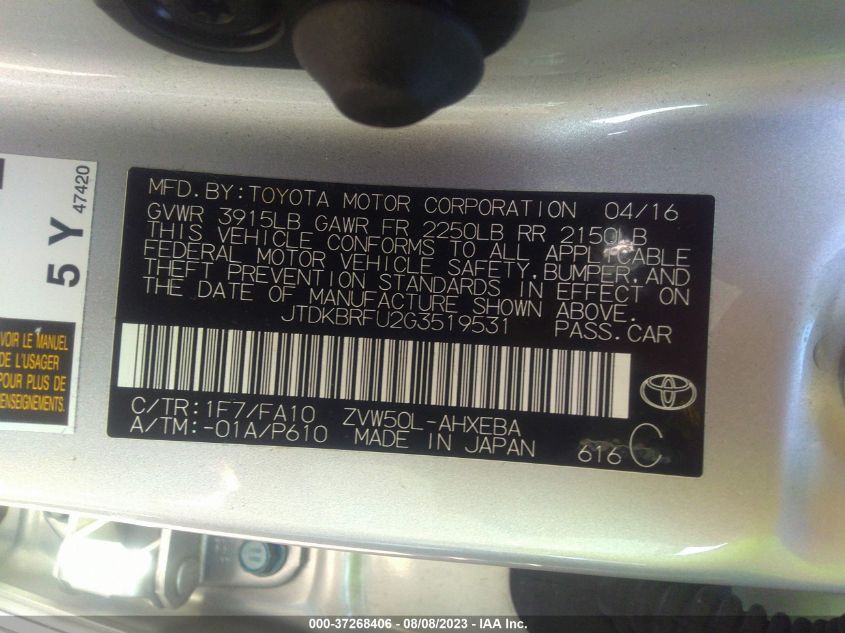 MFD. BY:TOYOTA MOTOR CORPORATION 04/16
GVWR 3915LB GAWR FR 2250LB RR 2150LB
THIS VEHICLE CONFORMS TO ALL APPLICABLE
FEDERAL MOTOR VEHICLE SAFETY, BUMPER, AND
THEFT PREVENTION STANDARDS IN EFFECT ON
THE DATE OF MANUFACTURE SHOWN ABOVE.
JTDKBRFU2G3519531 PASS.CAR
C/TR:1F7/FA10 ZVW50L-AHXEBA
A/TM:-01A/P610 MADE IN JAPAN
616 C
5 Y 47420
VOIR LE MANUEL
DE L'USAGER
POUR PLUS DE
RENSEIGNEMENTS
000-37268406 - 08/08/2023 - IAA Inc.